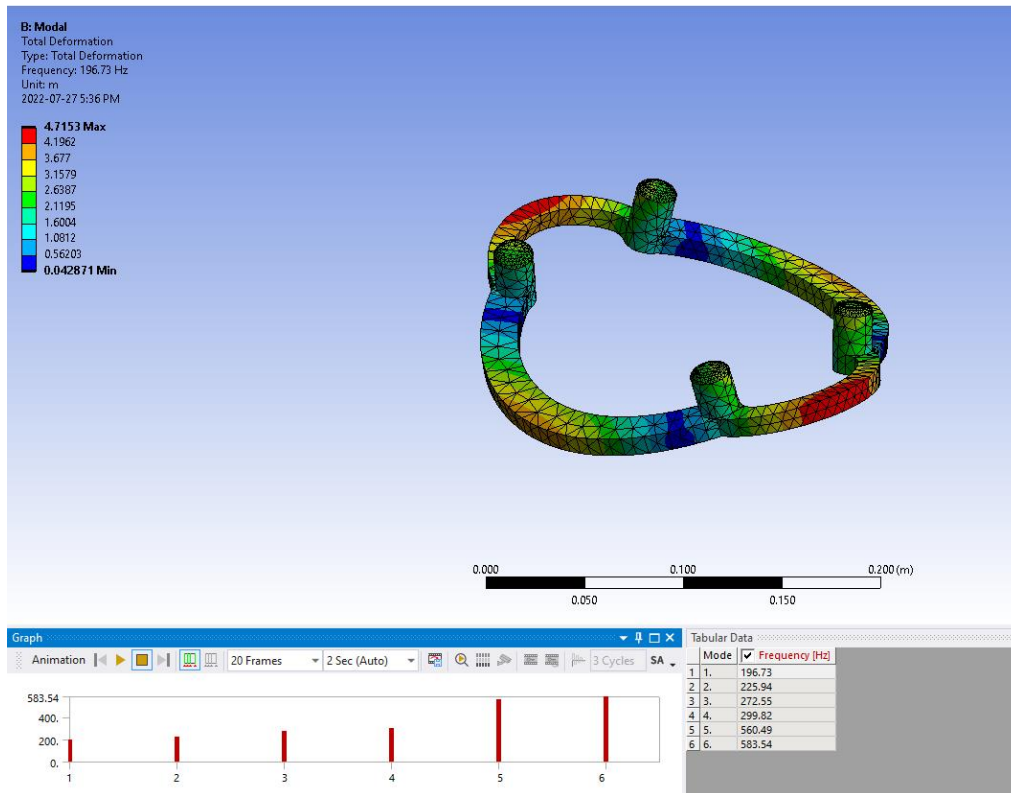 B: Modal
Total Deformation
Type: Total Deformation
Frequency: 196.73 Hz
Unit: m
2022-07-27 5:36 PM
4.7153 Max
4.1962
3.677
3.1579
2.6387
2.1195
1.6004
1.0812
0.56203
0.042871 Min
0.000 0.100 0.200 (m)
0.050 0.150
Graph
Animation 20 Frames 2 Sec (Auto) 3 Cycles SA
583.54
400.
200.
0.
1 2 3 4 5 6
Tabular Data
Mode Frequency [Hz]
1 1. 196.73
2 2. 225.94
3 3. 272.55
4 4. 299.82
5 5. 560.49
6 6. 583.54